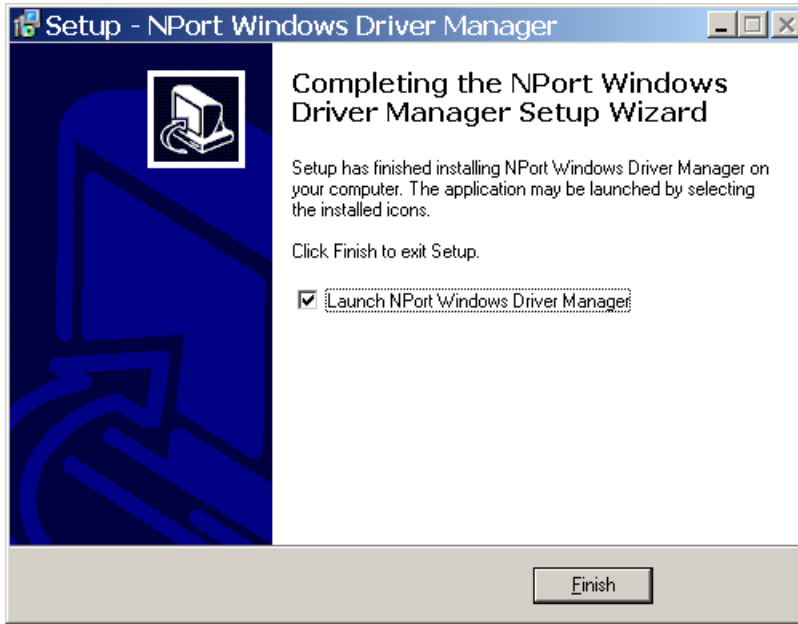 Setup - NPort Windows Driver Manager
Completing the NPort Windows
Driver Manager Setup Wizard
Setup has finished installing NPort Windows Driver Manager on
your computer. The application may be launched by selecting
the installed icons.
Click Finish to exit Setup.
Launch NPort Windows Driver Manager
Finish